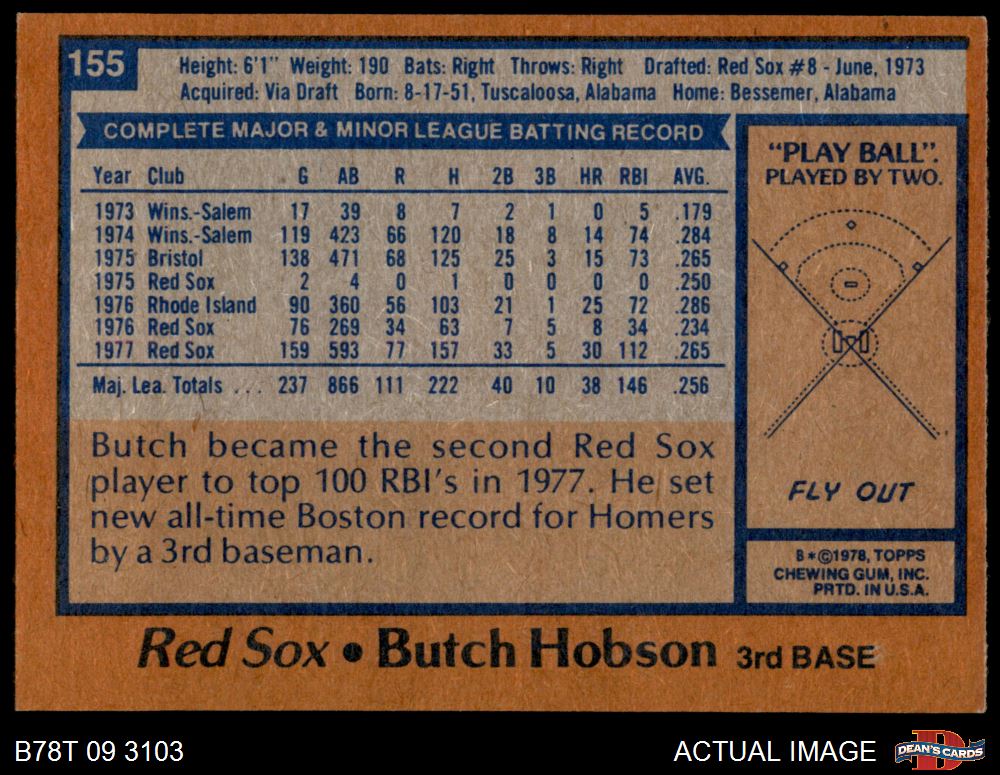 155
Height: 6'1" Weight: 190 Bats: Right Throws: Right Drafted: Red Sox #8 - June, 1973
Acquired: Via Draft Born: 8-17-51, Tuscaloosa, Alabama Home: Bessemer, Alabama
COMPLETE MAJOR & MINOR LEAGUE BATTING RECORD
Year Club G AB R H 2B 3B HR RBI AVG.
1973 Wins.-Salem 17 39 8 7 2 1 0 5 .179
1974 Wins.-Salem 119 423 66 120 18 8 14 74 .284
1975 Bristol 138 471 68 125 25 3 15 73 .265
1975 Red Sox 2 4 0 1 0 0 0 0 .250
1976 Rhode Island 90 360 56 103 21 1 25 72 .286
1976 Red Sox 76 269 34 63 7 5 8 34 .234
1977 Red Sox 159 593 77 157 33 5 30 112 .265
Maj. Lea. Totals . . . 237 866 111 222 40 10 38 146 .256
Butch became the second Red Sox
player to top 100 RBI's in 1977. He set
new all-time Boston record for Homers
by a 3rd baseman.
"PLAY BALL".
PLAYED BY TWO.
FLY OUT
B*©1978, TOPPS
CHEWING GUM, INC.
PRTD. IN U.S.A.
Red Sox • Butch Hobson 3rd BASE
B78T 09 3103
ACTUAL IMAGE
D
DEAN'S CARDS